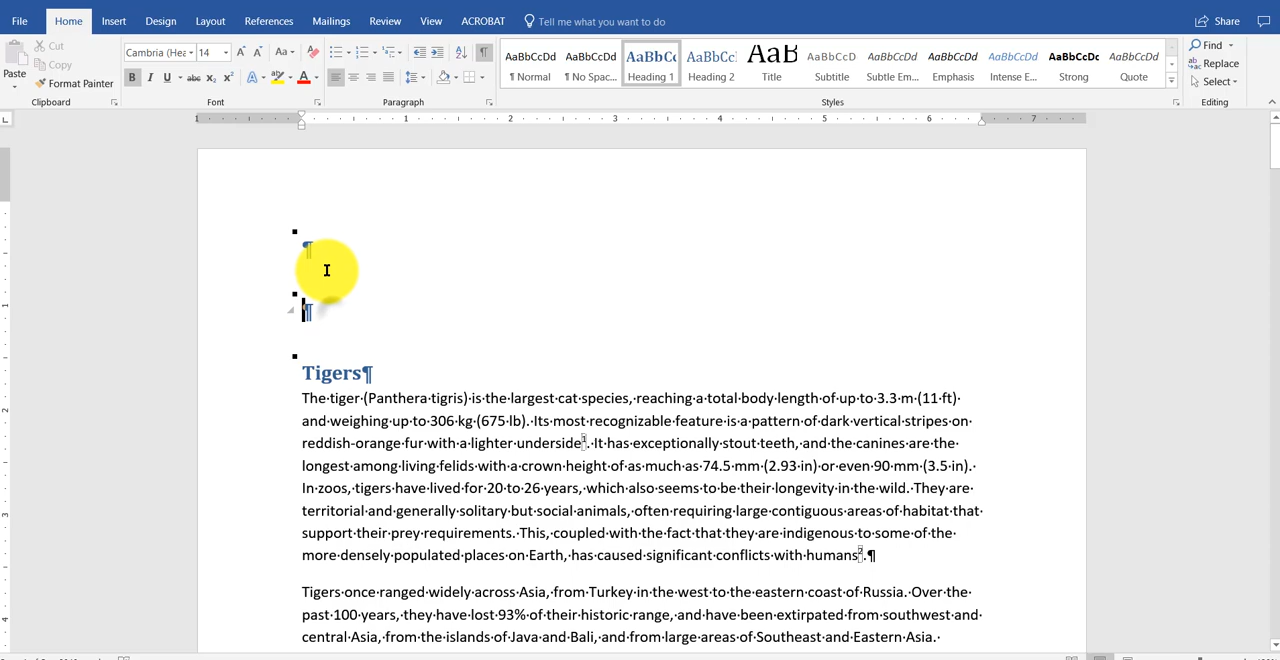 File Home Insert Design Layout References Mailings Review View ACROBAT Tell me what you want to do Share
Cut
Copy
Format Painter
Paste
Clipboard
Cambria (Hea 14
Font
Paragraph
AaBbCcDd AaBbCcDd AaBbC AaBbC AaB AaBbCcD AaBbCcDd AaBbCcDd AaBbCcDd AaBbCcDc AaBbCcDd
¶ Normal ¶ No Spac... Heading 1 Heading 2 Title Subtitle Subtle Em... Emphasis Intense E... Strong Quote
Styles
Find
Replace
Select
Editing
1 1 2 3 4 5 6 7
¶
¶
Tigers¶
The·tiger·(Panthera·tigris)·is·the·largest·cat·species,·reaching·a·total·body·length·of·up·to·3.3·m·(11·ft)·
and·weighing·up·to·306·kg·(675·lb).·Its·most·recognizable·feature·is·a·pattern·of·dark·vertical·stripes·on·
reddish-orange·fur·with·a·lighter·underside1.·It·has·exceptionally·stout·teeth,·and·the·canines·are·the·
longest·among·living·felids·with·a·crown·height·of·as·much·as·74.5·mm·(2.93·in)·or·even·90·mm·(3.5·in).·
In·zoos,·tigers·have·lived·for·20·to·26·years,·which·also·seems·to·be·their·longevity·in·the·wild.·They·are·
territorial·and·generally·solitary·but·social·animals,·often·requiring·large·contiguous·areas·of·habitat·that·
support·their·prey·requirements.·This,·coupled·with·the·fact·that·they·are·indigenous·to·some·of·the·
more·densely·populated·places·on·Earth,·has·caused·significant·conflicts·with·humans2.¶
Tigers·once·ranged·widely·across·Asia,·from·Turkey·in·the·west·to·the·eastern·coast·of·Russia.·Over·the·
past·100·years,·they·have·lost·93%·of·their·historic·range,·and·have·been·extirpated·from·southwest·and·
central·Asia,·from·the·islands·of·Java·and·Bali,·and·from·large·areas·of·Southeast·and·Eastern·Asia.·